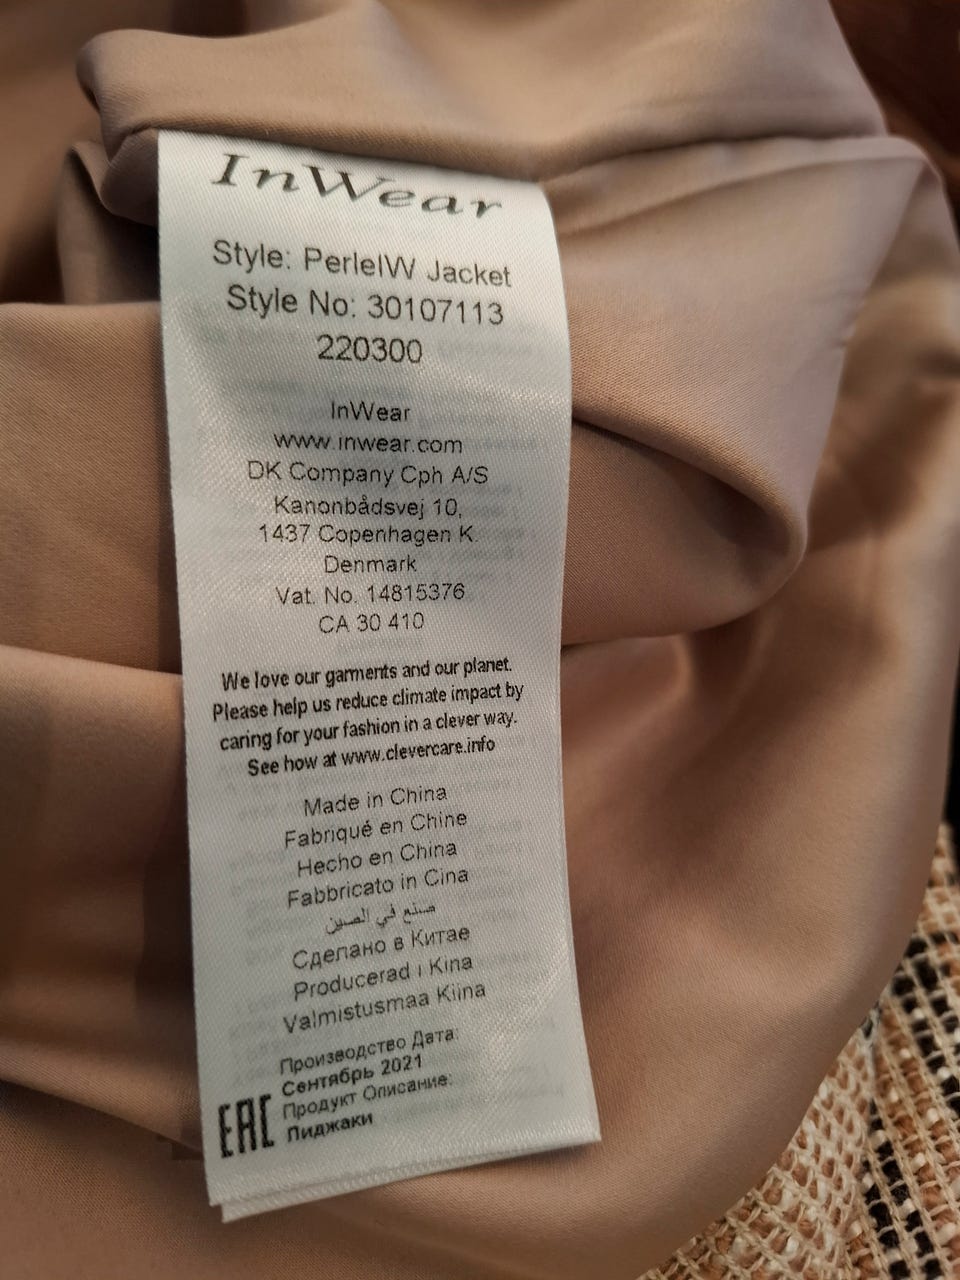 InWear
Style: PerleIW Jacket
Style No: 30107113
220300
InWear
www.inwear.com
DK Company Cph A/S
Kanonbådsvej 10,
1437 Copenhagen K.
Denmark
Vat. No. 14815376
CA 30 410
We love our garments and our planet.
Please help us reduce climate impact by
caring for your fashion in a clever way.
See how at www.clevercare.info
Made in China
Fabriqué en Chine
Hecho en China
Fabbricato in Cina
صنع في الصين
Сделано в Китае
Producerad i Kina
Valmistusmaa Kiina
Производство Дата:
Сентябрь 2021
Продукт Описание:
Пиджаки
EAC